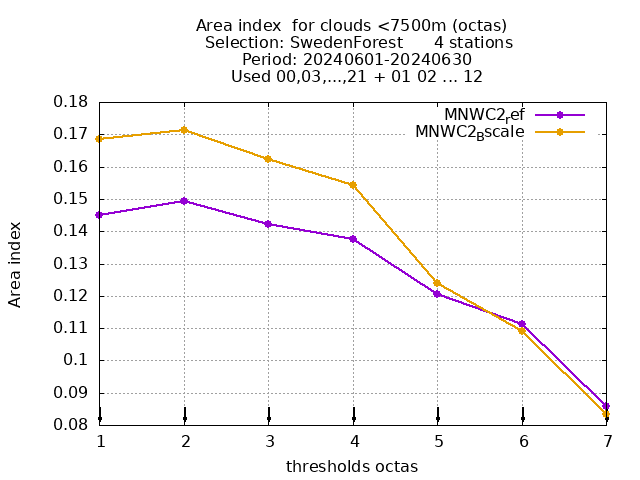 Area index  for clouds <7500m (octas)
Selection: SwedenForest      4 stations
Period: 20240601-20240630
Used 00,03,...,21 + 01 02 ... 12
MNWC2ref
MNWC2Bscale
0.18
0.17
0.16
0.15
0.14
0.13
0.12
0.11
0.1
0.09
0.08
Area index
1 2 3 4 5 6 7
thresholds octas